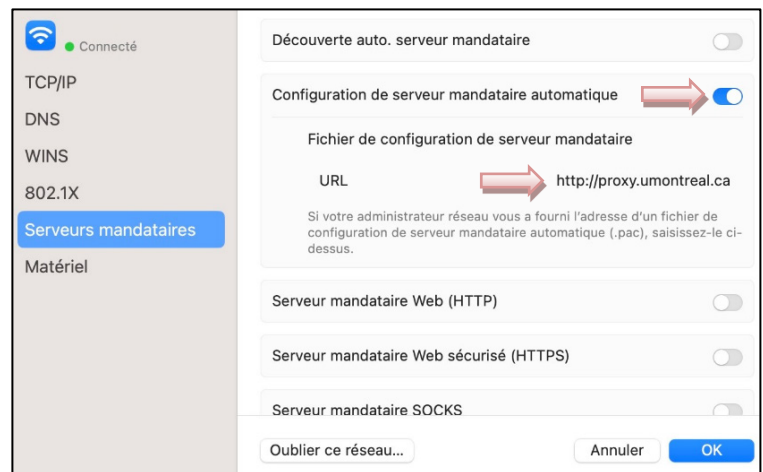 Connecté
TCP/IP
DNS
WINS
802.1X
Serveurs mandataires
Matériel
Découverte auto. serveur mandataire
Configuration de serveur mandataire automatique
Fichier de configuration de serveur mandataire
URL http://proxy.umontreal.ca
Si votre administrateur réseau vous a fourni l'adresse d'un fichier de
configuration de serveur mandataire automatique (.pac), saisissez-le ci-
dessus.
Serveur mandataire Web (HTTP)
Serveur mandataire Web sécurisé (HTTPS)
Serveur mandataire SOCKS
Oublier ce réseau... Annuler OK